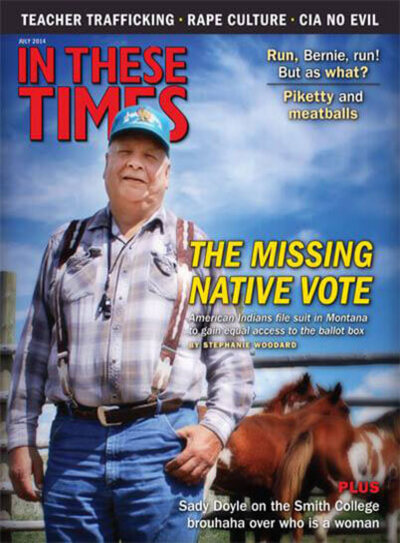 TEACHER TRAFFICKING • RAPE CULTURE • CIA NO EVIL
JULY 2014
IN THESE
TIMES
Run, Bernie, run!
But as what?
Piketty and
meatballs
THE MISSING
NATIVE VOTE
American Indians file suit in Montana
to gain equal access to the ballot box
BY STEPHANIE WOODARD
PLUS
Sady Doyle on the Smith College
brouhaha over who is a woman